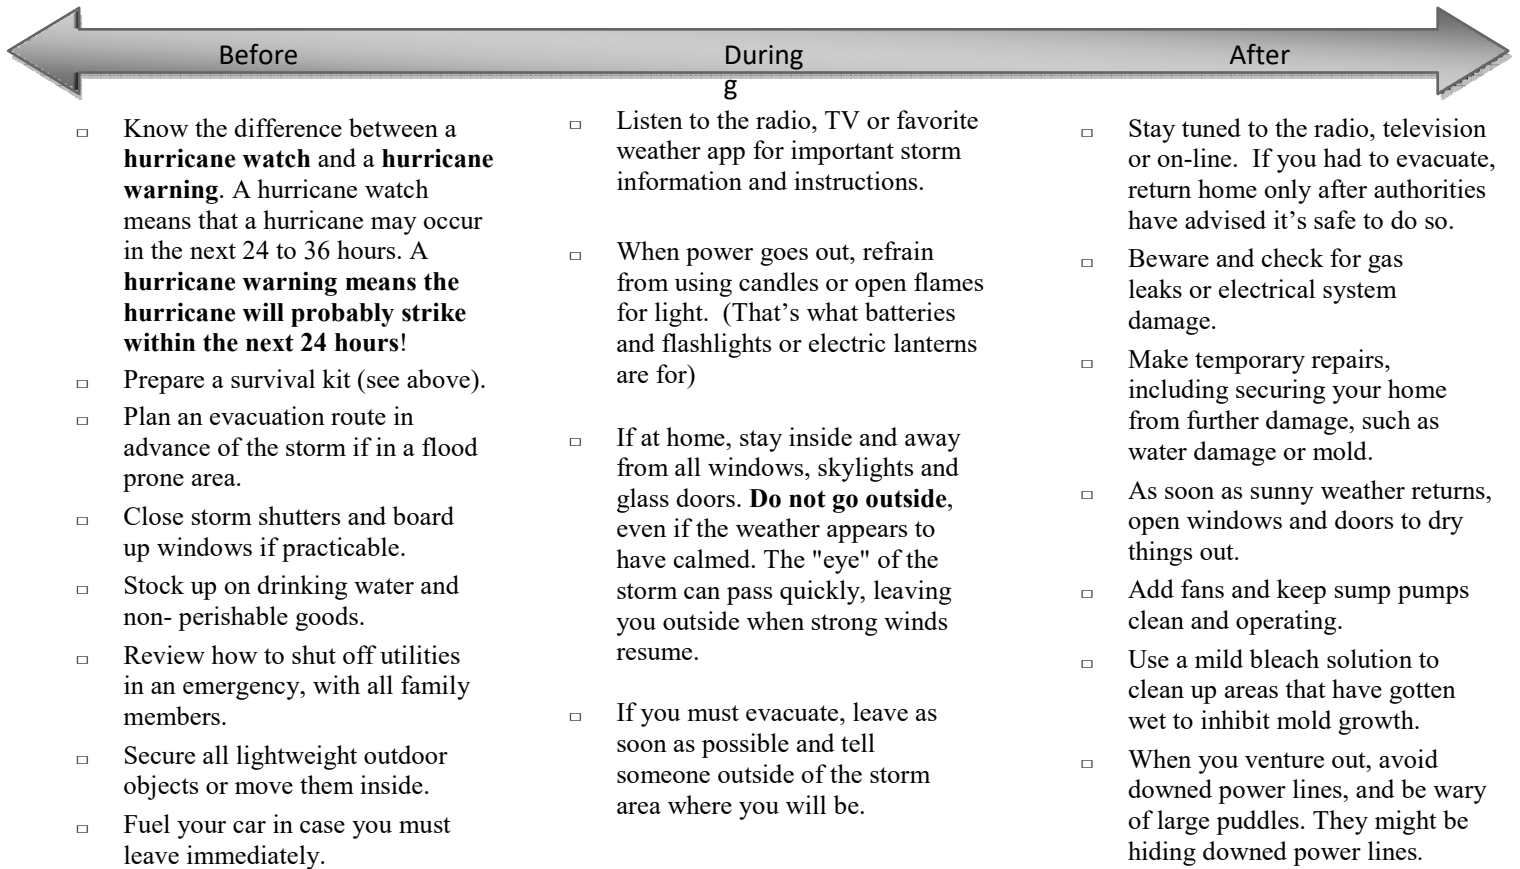 Before
During
g
After
□ Know the difference between a
hurricane watch and a hurricane
warning. A hurricane watch
means that a hurricane may occur
in the next 24 to 36 hours. A
hurricane warning means the
hurricane will probably strike
within the next 24 hours!
□ Prepare a survival kit (see above).
□ Plan an evacuation route in
advance of the storm if in a flood
prone area.
□ Close storm shutters and board
up windows if practicable.
□ Stock up on drinking water and
non- perishable goods.
□ Review how to shut off utilities
in an emergency, with all family
members.
□ Secure all lightweight outdoor
objects or move them inside.
□ Fuel your car in case you must
leave immediately.
□ Listen to the radio, TV or favorite
weather app for important storm
information and instructions.
□ When power goes out, refrain
from using candles or open flames
for light.  (That’s what batteries
and flashlights or electric lanterns
are for)
□ If at home, stay inside and away
from all windows, skylights and
glass doors. Do not go outside,
even if the weather appears to
have calmed. The "eye" of the
storm can pass quickly, leaving
you outside when strong winds
resume.
□ If you must evacuate, leave as
soon as possible and tell
someone outside of the storm
area where you will be.
□ Stay tuned to the radio, television
or on-line.  If you had to evacuate,
return home only after authorities
have advised it’s safe to do so.
□ Beware and check for gas
leaks or electrical system
damage.
□ Make temporary repairs,
including securing your home
from further damage, such as
water damage or mold.
□ As soon as sunny weather returns,
open windows and doors to dry
things out.
□ Add fans and keep sump pumps
clean and operating.
□ Use a mild bleach solution to
clean up areas that have gotten
wet to inhibit mold growth.
□ When you venture out, avoid
downed power lines, and be wary
of large puddles. They might be
hiding downed power lines.